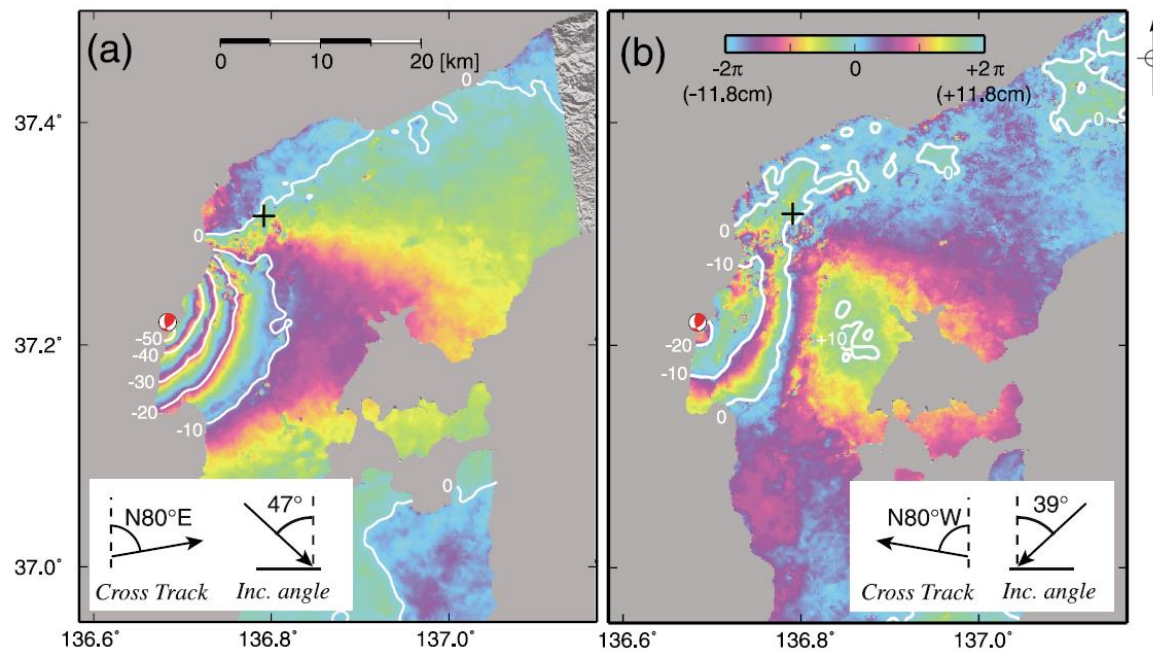 (a)
0 10 20 [km]
(b)
-2π 0 +2π
(-11.8cm) (+11.8cm)
37.4˚
37.2˚
37.0˚
0
0
-50
-40
-30
-20
-10
0
0
0
0
0
-10
-20
-10
0
+10
N80°E
47°
Cross Track
Inc. angle
N80°W
39°
Cross Track
Inc. angle
136.6˚ 136.8˚ 137.0˚
136.6˚ 136.8˚ 137.0˚